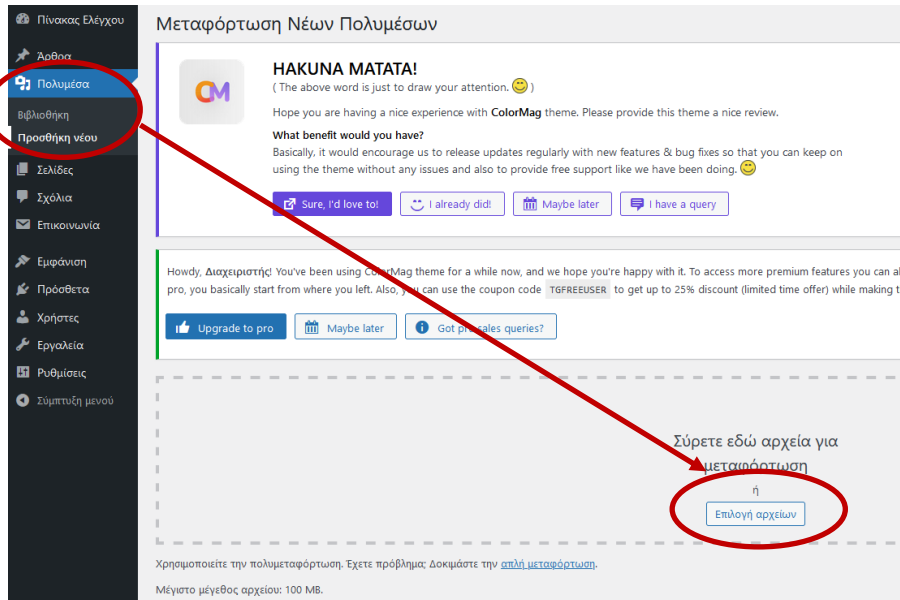 Πίνακας Ελέγχου
Άρθρα
Πολυμέσα
Βιβλιοθήκη
Προσθήκη νέου
Σελίδες
Σχόλια
Επικοινωνία
Εμφάνιση
Πρόσθετα
Χρήστες
Εργαλεία
Ρυθμίσεις
Σύμπτυξη μενού
Μεταφόρτωση Νέων Πολυμέσων
CM
HAKUNA MATATA!
( The above word is just to draw your attention. )
Hope you are having a nice experience with ColorMag theme. Please provide this theme a nice review.
What benefit would you have?
Basically, it would encourage us to release updates regularly with new features & bug fixes so that you can keep on
using the theme without any issues and also to provide free support like we have been doing.
Sure, I'd love to! I already did! Maybe later I have a query
Howdy, Διαχειριστής! You've been using ColorMag theme for a while now, and we hope you're happy with it. To access more premium features you can al
pro, you basically start from where you left. Also, you can use the coupon code TGFREEUSER to get up to 25% discount (limited time offer) while making t
Upgrade to pro Maybe later Got pre sales queries?
Σύρετε εδώ αρχεία για
μεταφόρτωση
ή
Επιλογή αρχείων
Χρησιμοποιείτε την πολυμεταφόρτωση. Έχετε πρόβλημα; Δοκιμάστε την απλή μεταφόρτωση.
Μέγιστο μέγεθος αρχείου: 100 MB.